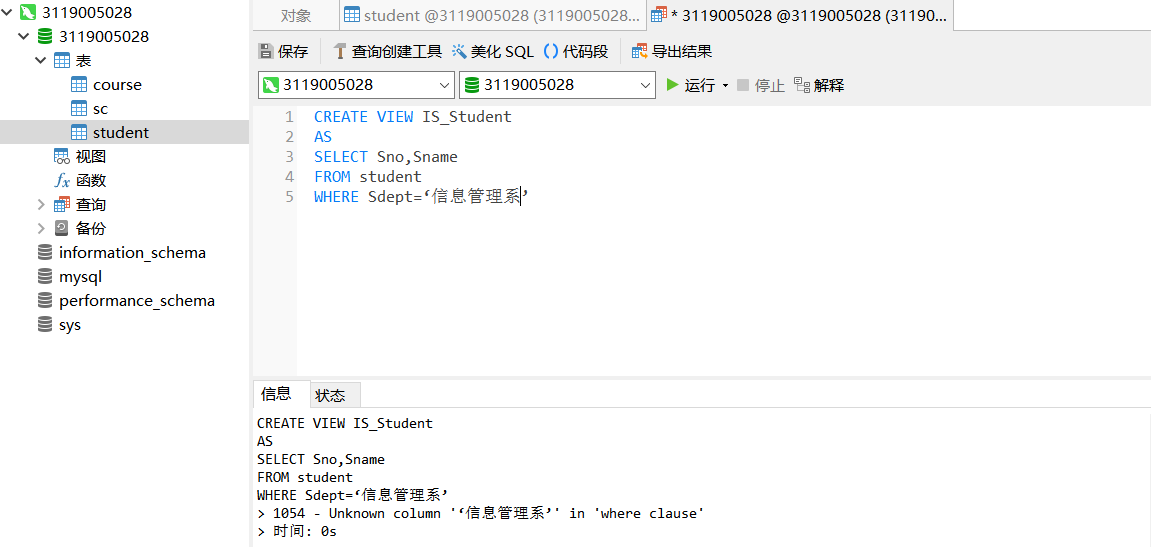 3119005028
3119005028
表
course
sc
student
视图
函数
查询
备份
information_schema
mysql
performance_schema
sys
对象
student @3119005028 (3119005028...
* 3119005028 @3119005028 (31190...
保存
查询创建工具
美化 SQL
代码段
导出结果
3119005028
3119005028
运行
停止
解释
1 CREATE VIEW IS_Student
2 AS
3 SELECT Sno,Sname
4 FROM student
5 WHERE Sdept=‘信息管理系’
信息
状态
CREATE VIEW IS_Student
AS
SELECT Sno,Sname
FROM student
WHERE Sdept=‘信息管理系’
> 1054 - Unknown column '‘信息管理系’' in 'where clause'
> 时间: 0s